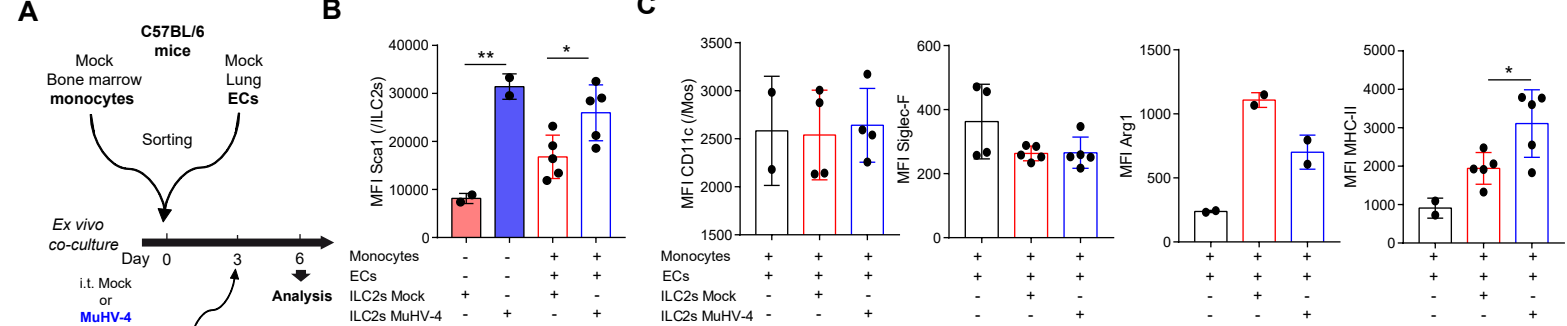 A
C57BL/6
mice
Mock
Bone marrow
monocytes
Mock
Lung
ECs
Sorting
Ex vivo
co-culture
Day 0 3 6
i.t. Mock
or
MuHV-4
Analysis
B
MFI Sca1 (/ILC2s)
40000
30000
20000
10000
0
** *
Monocytes - - + +
ECs - - + +
ILC2s Mock + - + -
ILC2s MuHV-4 - + - +
C
MFI CD11c (/Mos)
3500
3000
2500
2000
1500
Monocytes + + +
ECs + + +
ILC2s Mock - + -
ILC2s MuHV-4 - - +
MFI Siglec-F
600
400
200
0
+ + +
+ + +
- + -
- - +
MFI Arg1
1500
1000
500
0
+ + +
+ + +
- + -
- - +
MFI MHC-II
5000
4000
3000
2000
1000
0
*
+ + +
+ + +
- + -
- - +